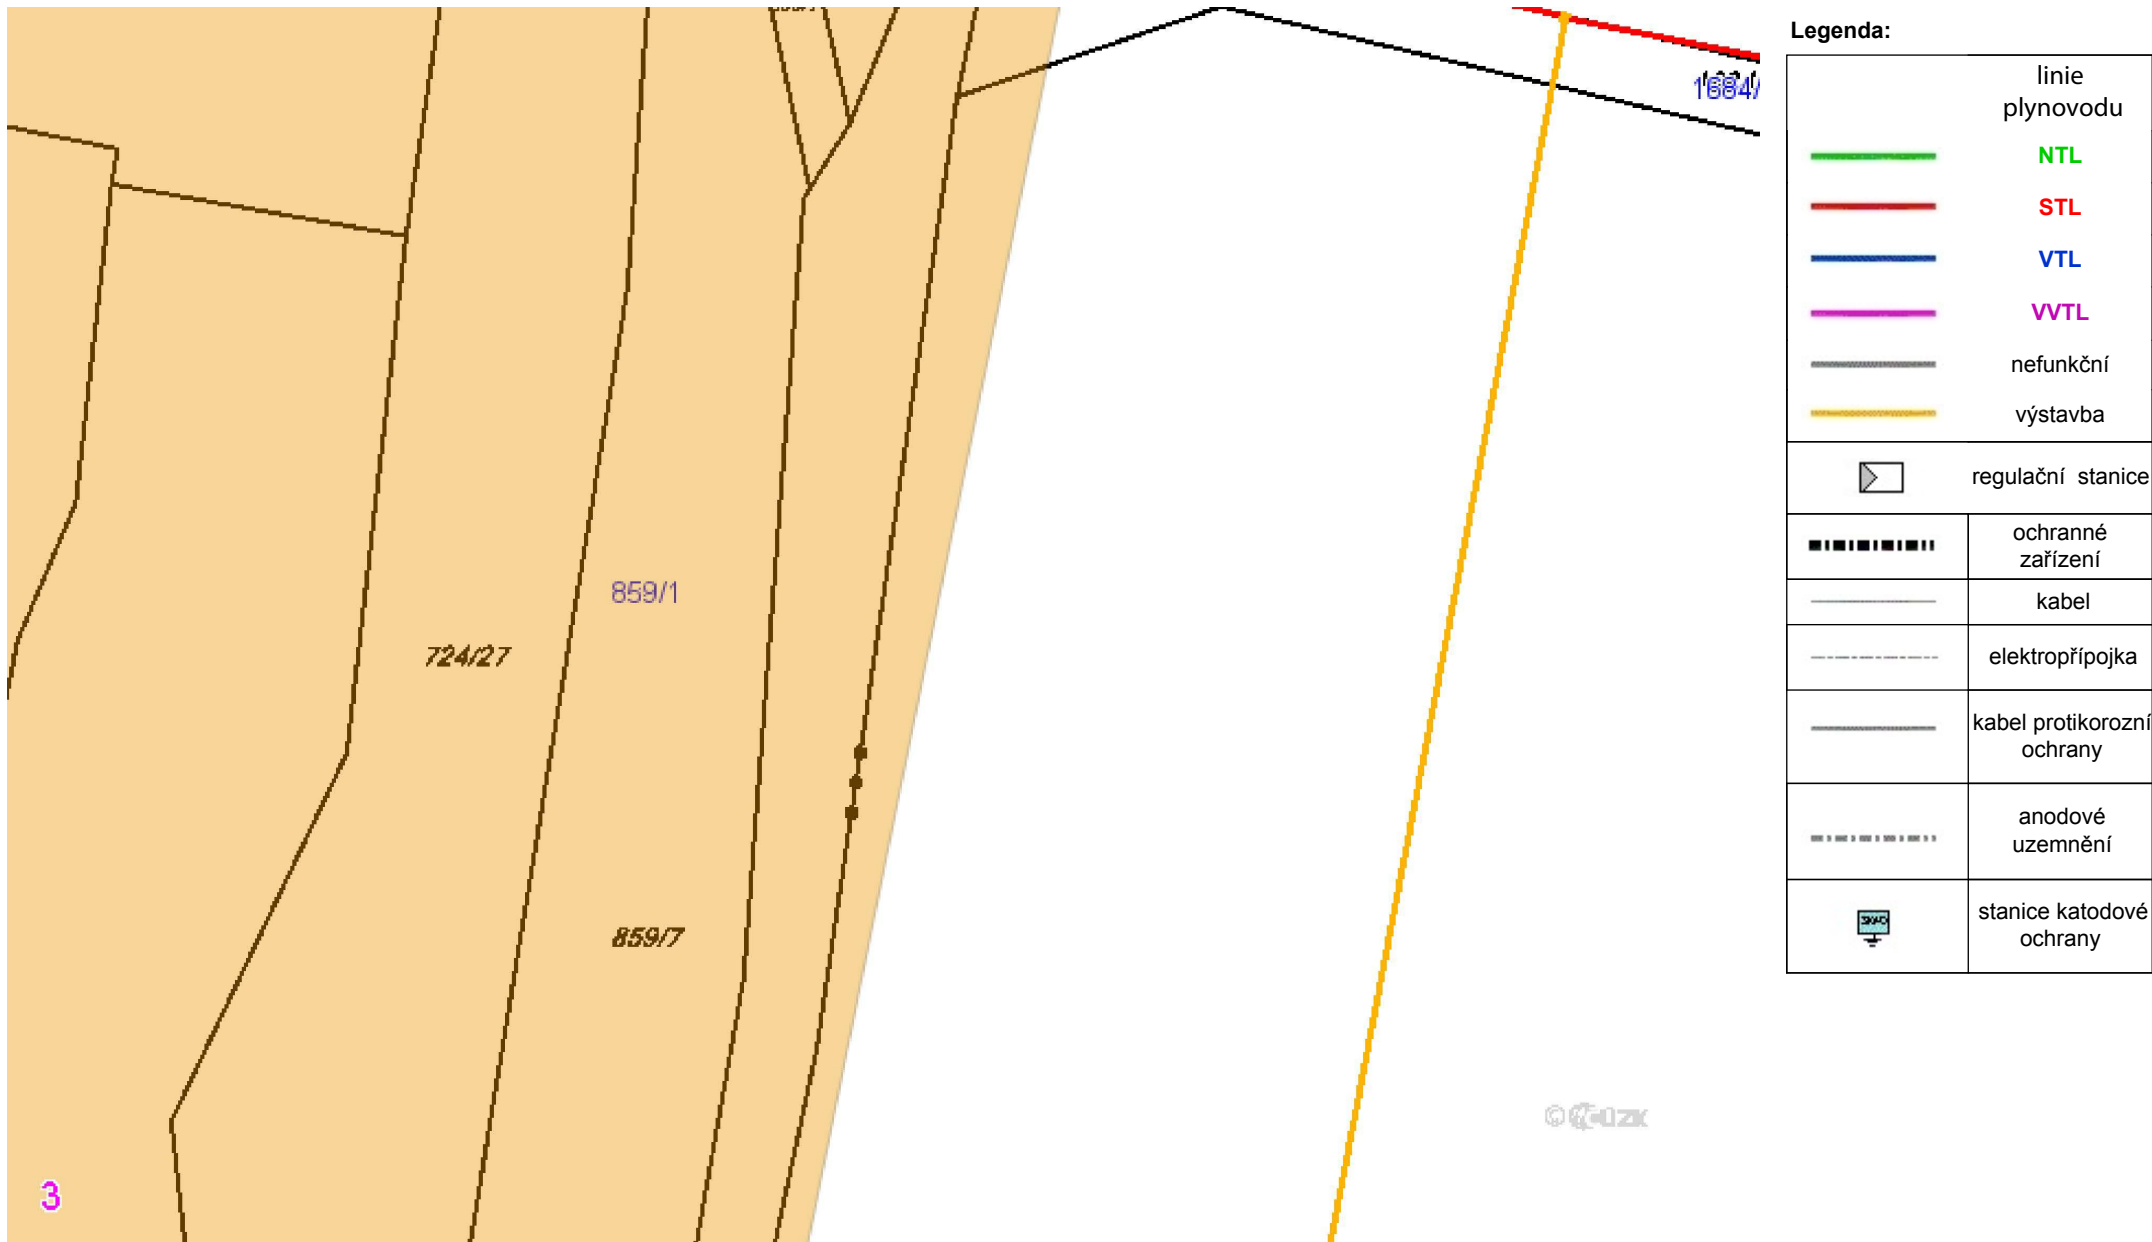 Legenda:
linie
plynovodu
NTL
STL
VTL
VVTL
nefunkční
výstavba
regulační stanice
ochranné
zařízení
kabel
elektropřípojka
kabel protikorozní
ochrany
anodové
uzemnění
stanice katodové
ochrany
1684/
859/1
724/27
859/7
3